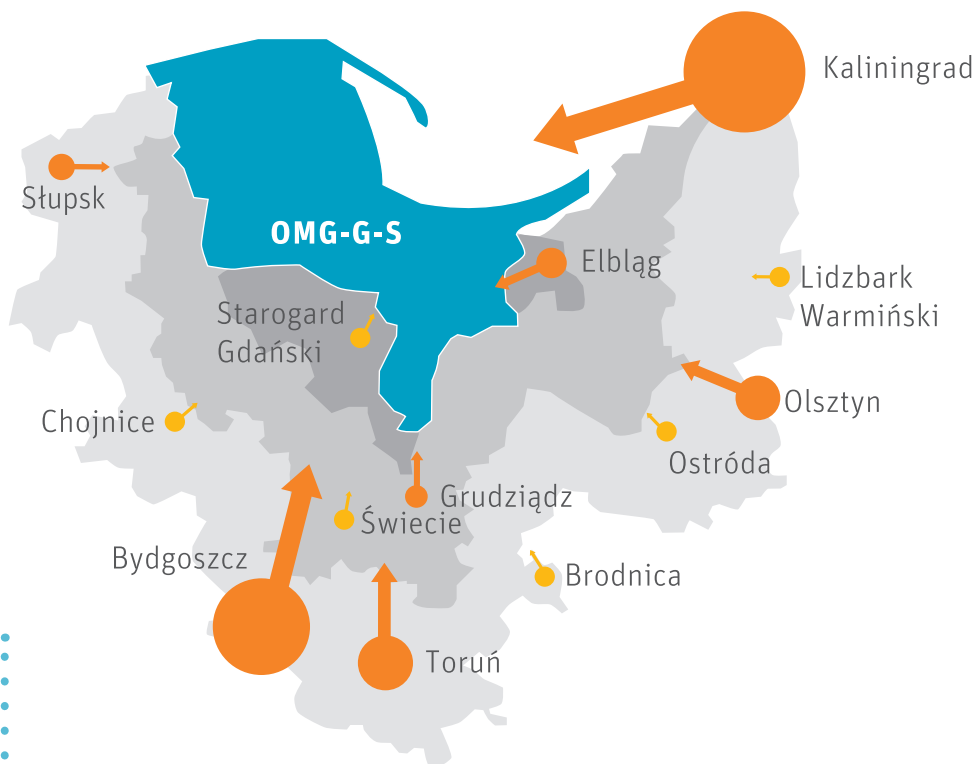 Kaliningrad
Słupsk
OMG-G-S
Elbląg
Lidzbark
Warmiński
Starogard
Gdański
Olsztyn
Chojnice
Ostróda
Grudziądz
Świecie
Bydgoszcz
Brodnica
Toruń